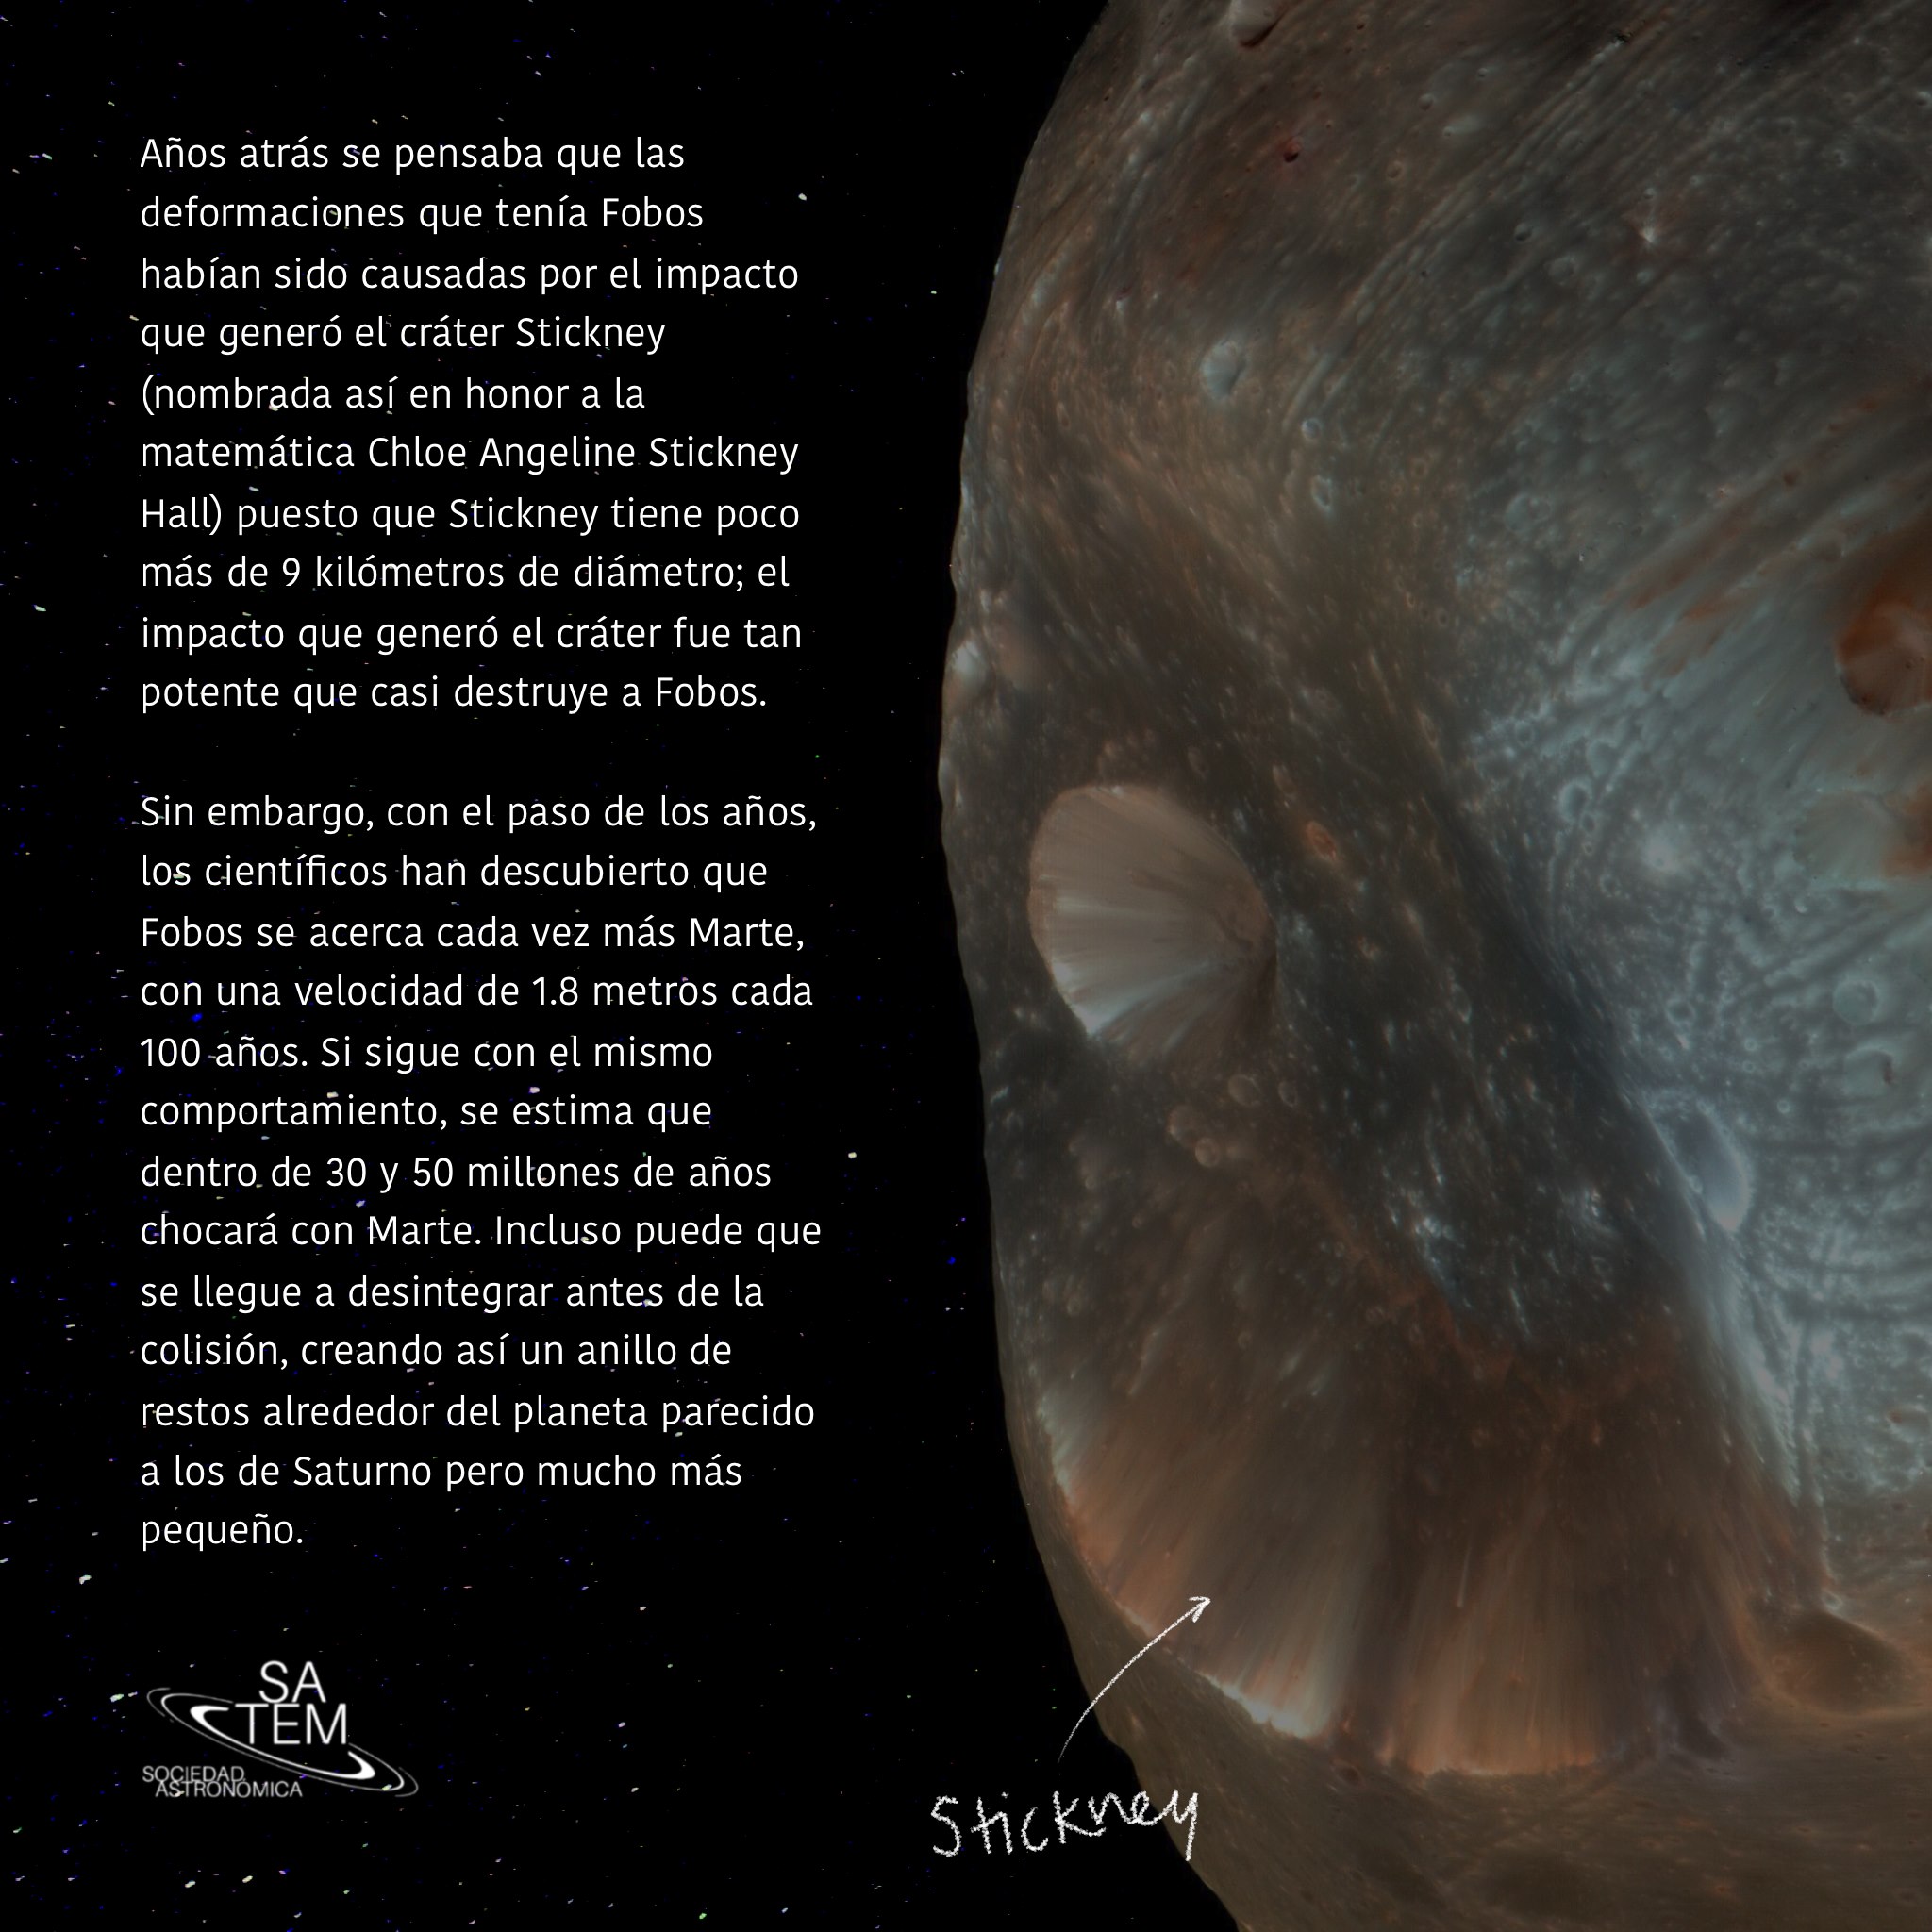 Años atrás se pensaba que las
deformaciones que tenía Fobos
habían sido causadas por el impacto
que generó el cráter Stickney
(nombrada así en honor a la
matemática Chloe Angeline Stickney
Hall) puesto que Stickney tiene poco
más de 9 kilómetros de diámetro; el
impacto que generó el cráter fue tan
potente que casi destruye a Fobos.
Sin embargo, con el paso de los años,
los científicos han descubierto que
Fobos se acerca cada vez más Marte,
con una velocidad de 1.8 metros cada
100 años. Si sigue con el mismo
comportamiento, se estima que
dentro de 30 y 50 millones de años
chocará con Marte. Incluso puede que
se llegue a desintegrar antes de la
colisión, creando así un anillo de
restos alrededor del planeta parecido
a los de Saturno pero mucho más
pequeño.
SA
TEM
SOCIEDAD
ASTRONÓMICA
Stickney